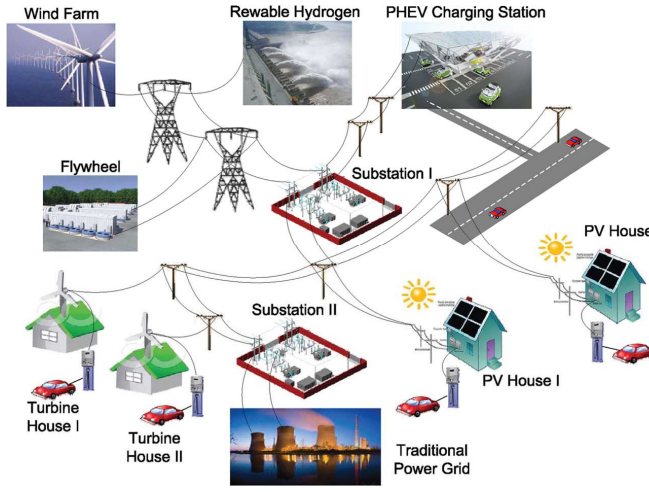 Wind Farm
Rewable Hydrogen
PHEV Charging Station
Flywheel
Substation I
PV House
Substation II
PV House I
Turbine
House I
Turbine
House II
Traditional
Power Grid